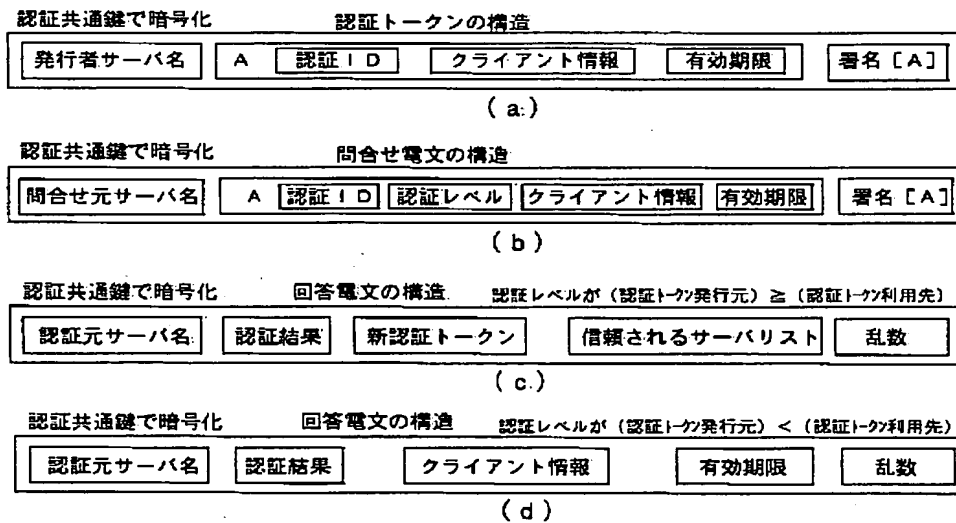 認証共通鍵で暗号化 認証トークンの構造
発行者サーバ名 A 認証ID クライアント情報 有効期限 署名[A]
(a)
認証共通鍵で暗号化 問合せ電文の構造
問合せ元サーバ名 A 認証ID 認証レベル クライアント情報 有効期限 署名[A]
(b)
認証共通鍵で暗号化 回答電文の構造 認証レベルが(認証トークン発行元)≧(認証トークン利用先)
認証元サーバ名 認証結果 新認証トークン 信頼されるサーバリスト 乱数
(c)
認証共通鍵で暗号化 回答電文の構造 認証レベルが(認証トークン発行元)<(認証トークン利用先)
認証元サーバ名 認証結果 クライアント情報 有効期限 乱数
(d)